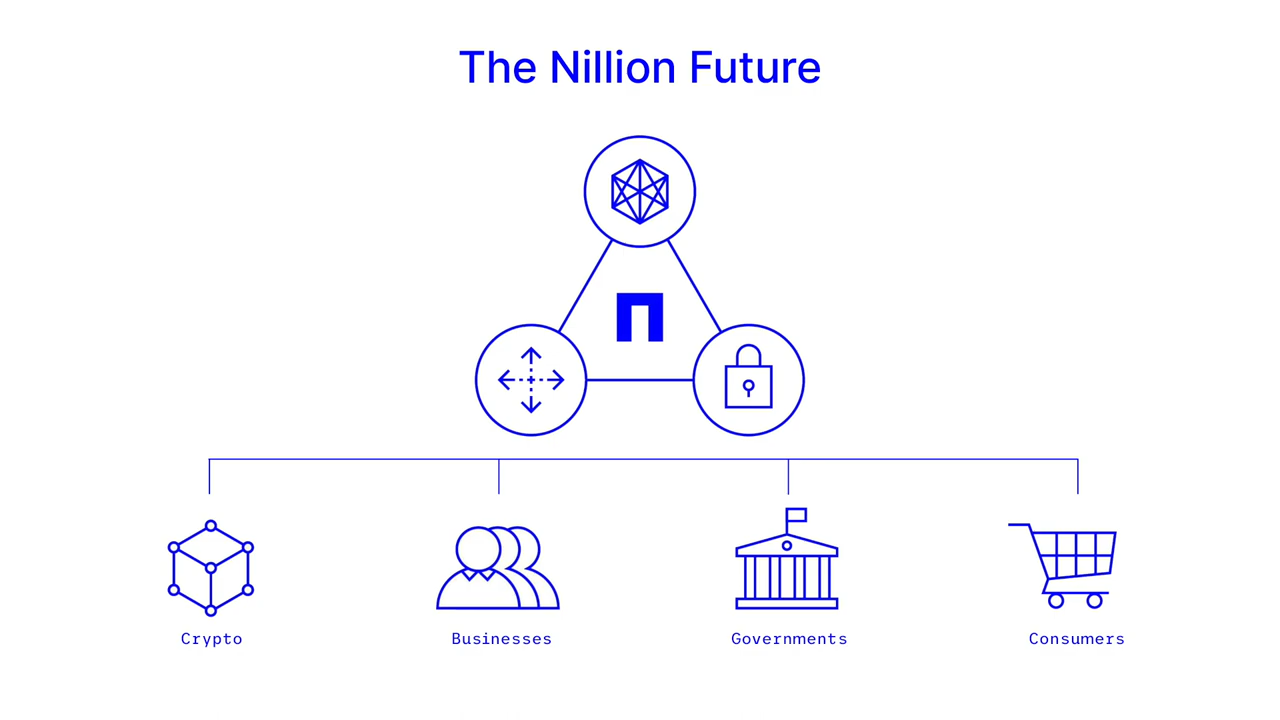 The Nillion Future
Crypto
Businesses
Governments
Consumers